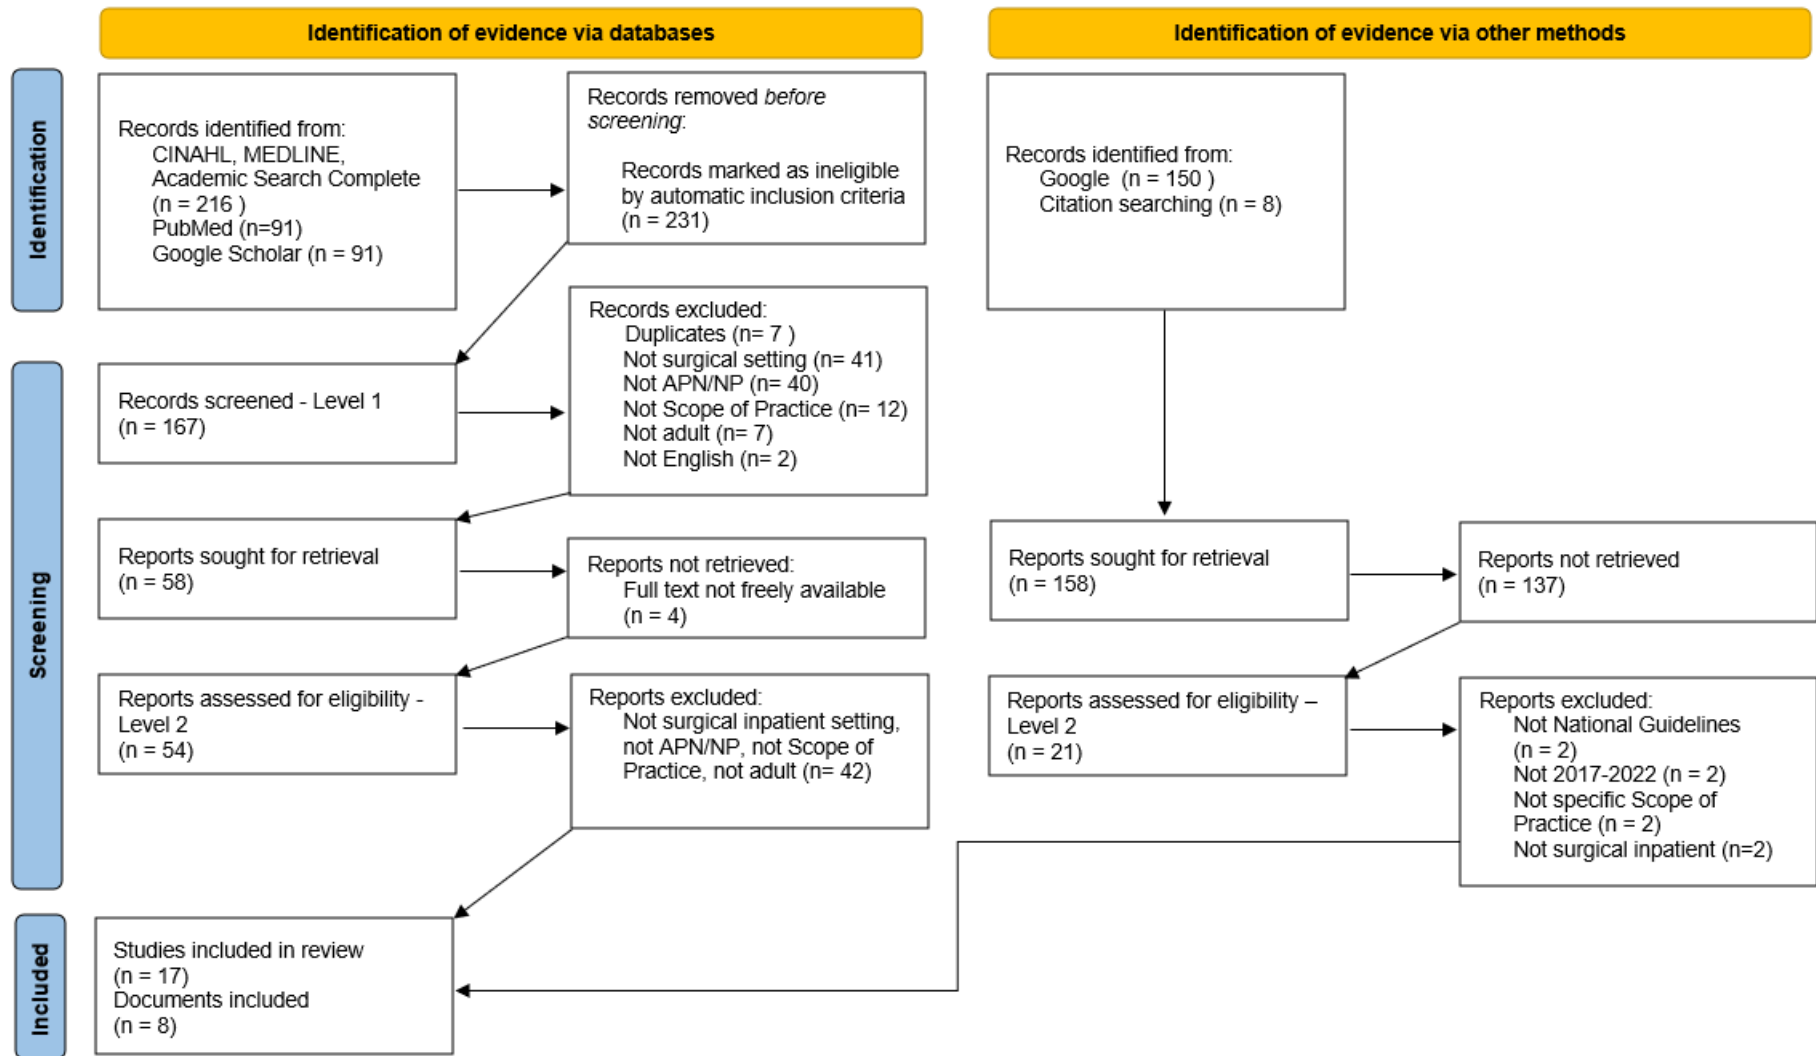 Identification of evidence via databases
Identification of evidence via other methods
Identification
Records identified from:
CINAHL, MEDLINE,
Academic Search Complete
(n = 216 )
PubMed (n=91)
Google Scholar (n = 91)
Records removed before
screening:
Records marked as ineligible
by automatic inclusion criteria
(n = 231)
Records identified from:
Google (n = 150 )
Citation searching (n = 8)
Screening
Records screened - Level 1
(n = 167)
Records excluded:
Duplicates (n= 7 )
Not surgical setting (n= 41)
Not APN/NP (n= 40)
Not Scope of Practice (n= 12)
Not adult (n= 7)
Not English (n= 2)
Reports sought for retrieval
(n = 58)
Reports not retrieved:
Full text not freely available
(n = 4)
Reports sought for retrieval
(n = 158)
Reports not retrieved
(n = 137)
Reports assessed for eligibility -
Level 2
(n = 54)
Reports excluded:
Not surgical inpatient setting,
not APN/NP, not Scope of
Practice, not adult (n= 42)
Reports assessed for eligibility –
Level 2
(n = 21)
Reports excluded:
Not National Guidelines
(n = 2)
Not 2017-2022 (n = 2)
Not specific Scope of
Practice (n = 2)
Not surgical inpatient (n=2)
Included
Studies included in review
(n = 17)
Documents included
(n = 8)